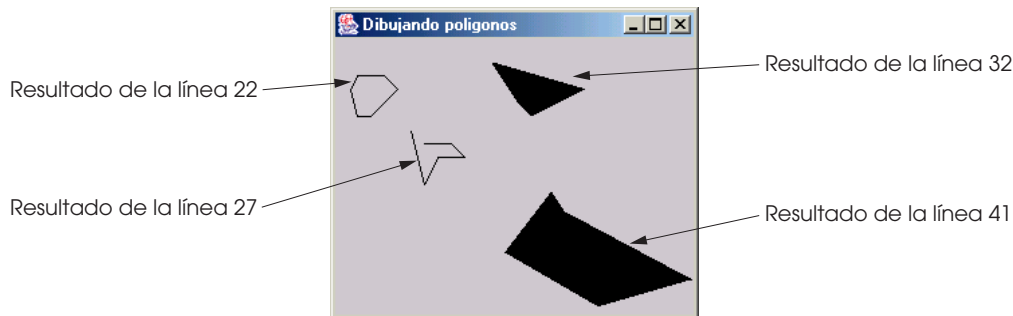 Dibujando poligonos
Resultado de la línea 22
Resultado de la línea 32
Resultado de la línea 27
Resultado de la línea 41